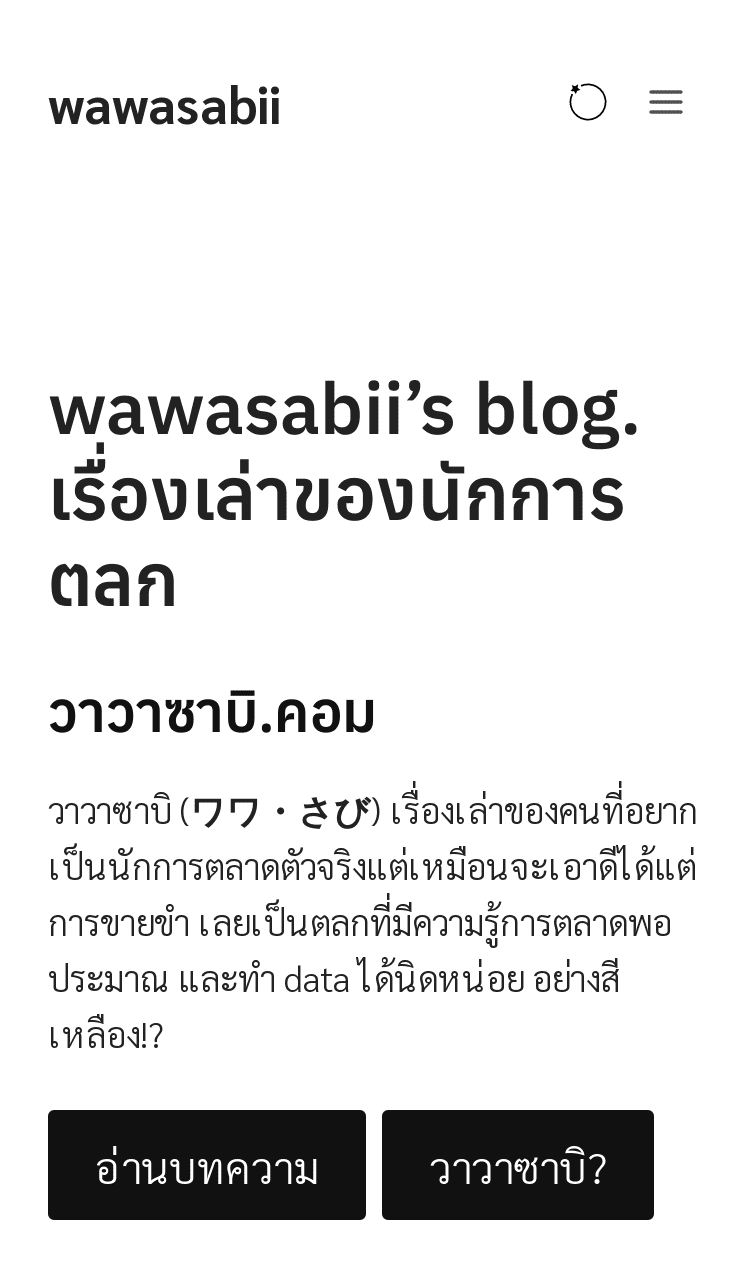 wawasabii
wawasabii’s blog.
เรื่องเล่าของนักการ
ตลก
วาวาซาบิ.คอม
วาวาซาบิ (ワワ・さび) เรื่องเล่าของคนที่อยาก
เป็นนักการตลาดตัวจริงแต่เหมือนจะเอาดีได้แต่
การขายขำ เลยเป็นตลกที่มีความรู้การตลาดพอ
ประมาณ และทำ data ได้นิดหน่อย อย่างสี
เหลือง!?
อ่านบทความ
วาวาซาบิ?